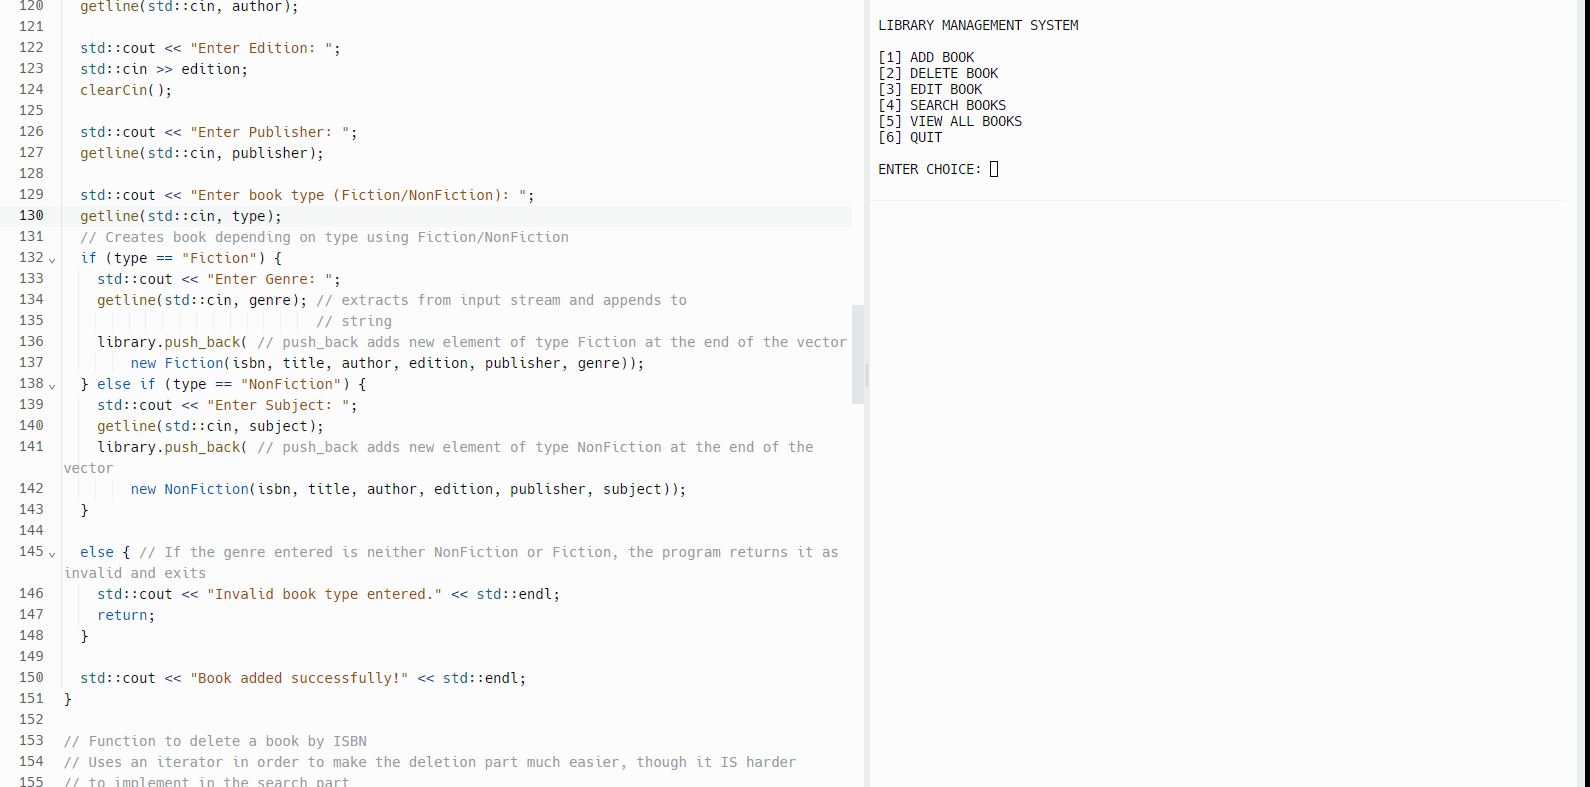 120 getline(std::cin, author);
121
122 std::cout << "Enter Edition: ";
123 std::cin >> edition;
124 clearCin();
125
126 std::cout << "Enter Publisher: ";
127 getline(std::cin, publisher);
128
129 std::cout << "Enter book type (Fiction/NonFiction): ";
130 getline(std::cin, type);
131 // Creates book depending on type using Fiction/NonFiction
132 if (type == "Fiction") {
133 std::cout << "Enter Genre: ";
134 getline(std::cin, genre); // extracts from input stream and appends to
135 // string
136 library.push_back( // push_back adds new element of type Fiction at the end of the vector
137 new Fiction(isbn, title, author, edition, publisher, genre));
138 } else if (type == "NonFiction") {
139 std::cout << "Enter Subject: ";
140 getline(std::cin, subject);
141 library.push_back( // push_back adds new element of type NonFiction at the end of the
vector
142 new NonFiction(isbn, title, author, edition, publisher, subject));
143 }
144
145 else { // If the genre entered is neither NonFiction or Fiction, the program returns it as
invalid and exits
146 std::cout << "Invalid book type entered." << std::endl;
147 return;
148 }
149
150 std::cout << "Book added successfully!" << std::endl;
151 }
152
153 // Function to delete a book by ISBN
154 // Uses an iterator in order to make the deletion part much easier, though it IS harder
155 // to implement in the search part
LIBRARY MANAGEMENT SYSTEM
[1] ADD BOOK
[2] DELETE BOOK
[3] EDIT BOOK
[4] SEARCH BOOKS
[5] VIEW ALL BOOKS
[6] QUIT
ENTER CHOICE: